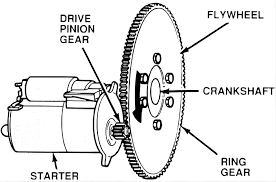 DRIVE
PINION
GEAR
FLYWHEEL
CRANKSHAFT
STARTER
RING
GEAR